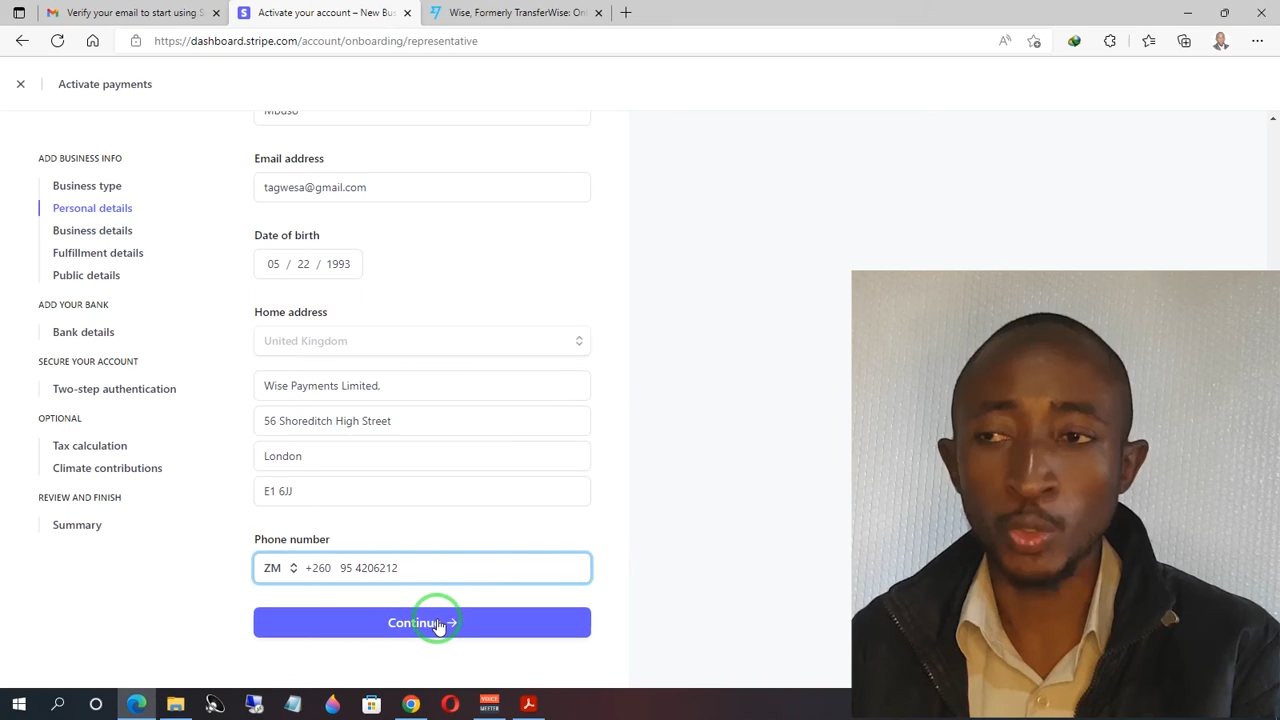 Verify your email to start using S
Activate your account – New Bus
Wise, Formerly TransferWise: Onl
https://dashboard.stripe.com/account/onboarding/representative
Activate payments
Mbuso
ADD BUSINESS INFO
Business type
Personal details
Business details
Fulfillment details
Public details
ADD YOUR BANK
Bank details
SECURE YOUR ACCOUNT
Two-step authentication
OPTIONAL
Tax calculation
Climate contributions
REVIEW AND FINISH
Summary
Email address
tagwesa@gmail.com
Date of birth
05 / 22 / 1993
Home address
United Kingdom
Wise Payments Limited,
56 Shoreditch High Street
London
E1 6JJ
Phone number
ZM +260 95 4206212
Continue →
VOICE
MEETER